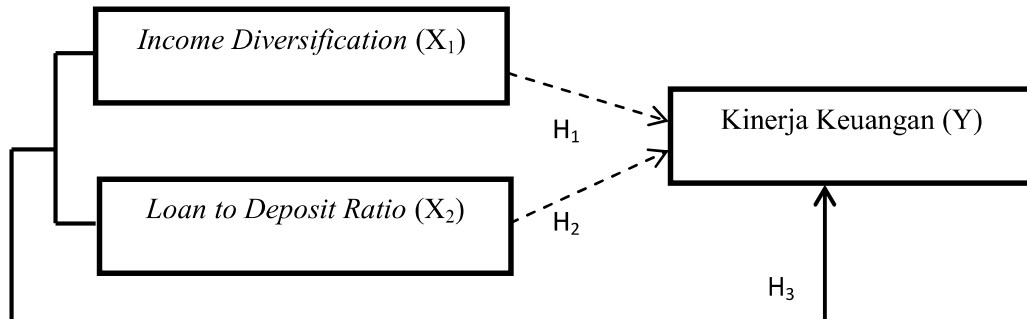 Income Diversification (X₁)
H₁
Kinerja Keuangan (Y)
Loan to Deposit Ratio (X₂)
H₂
H₃